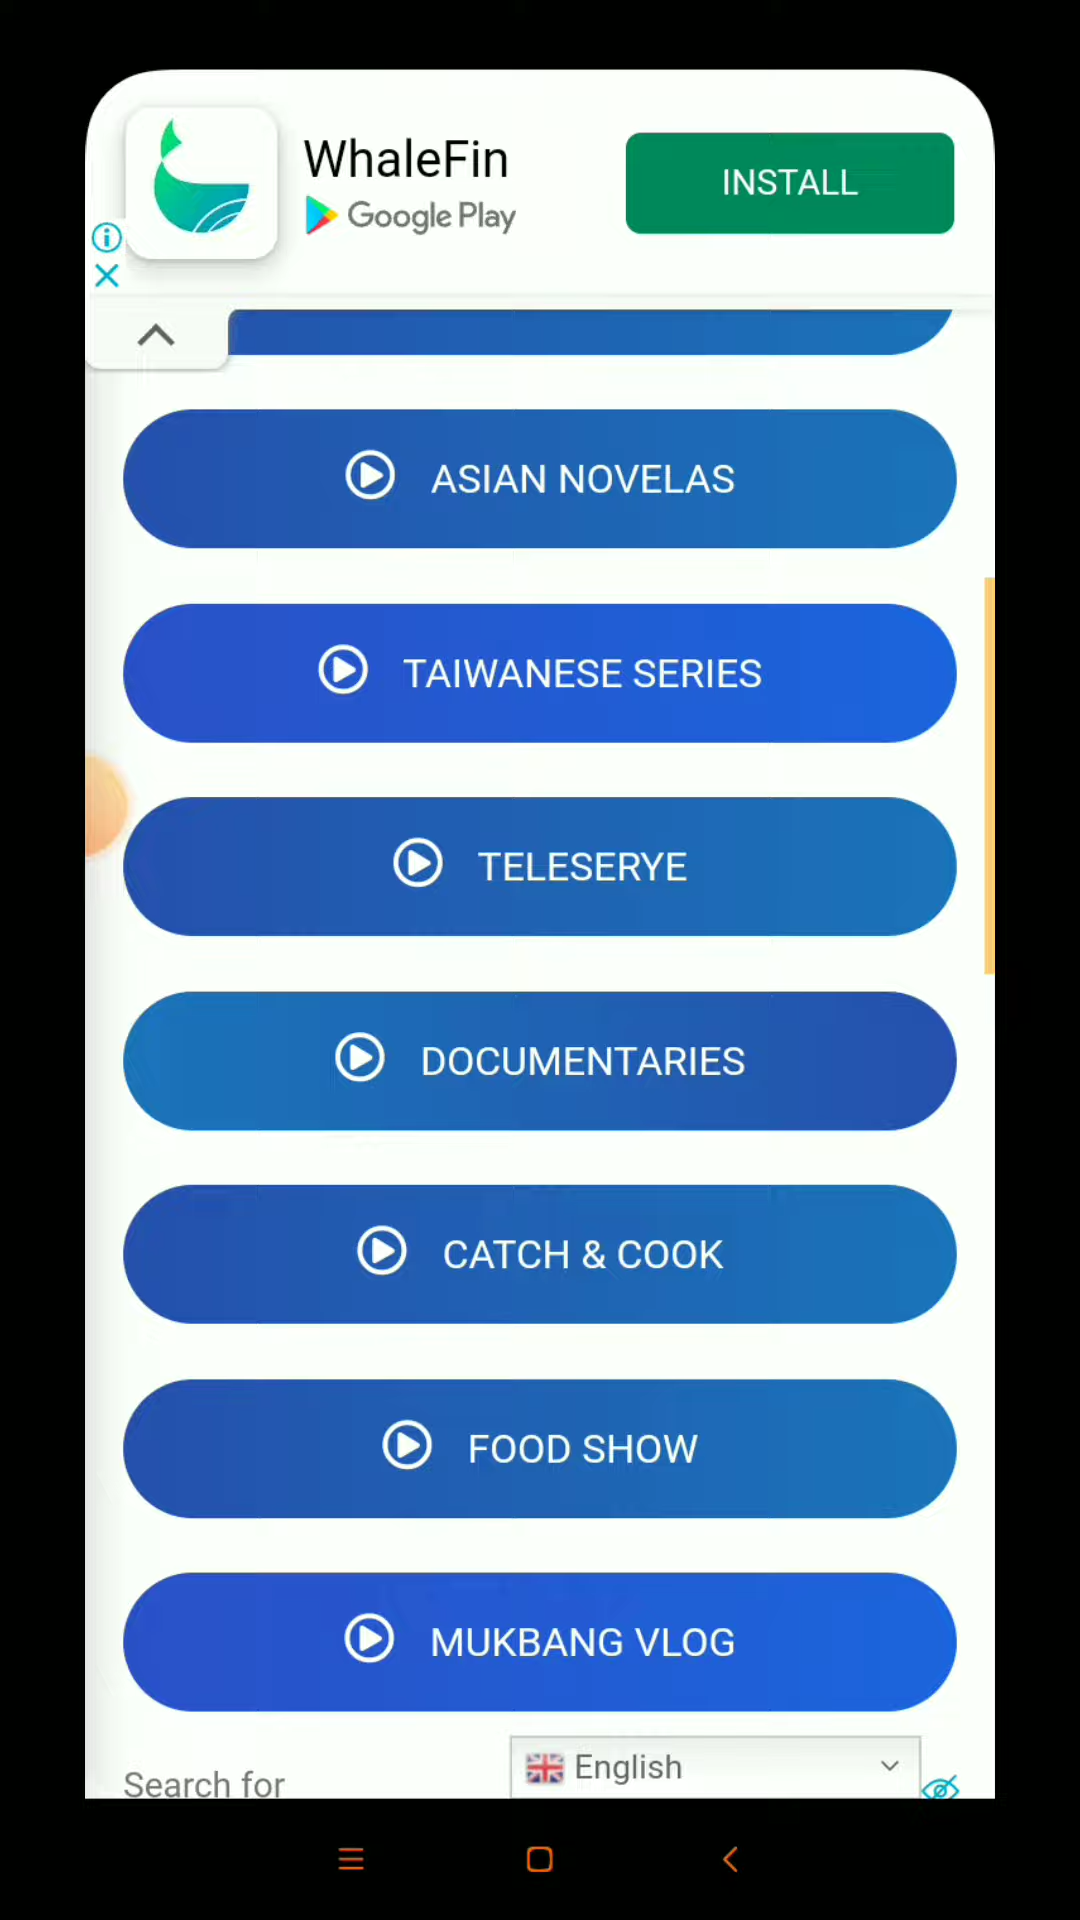 WhaleFin
Google Play
INSTALL
ASIAN NOVELAS
TAIWANESE SERIES
TELESERYE
DOCUMENTARIES
CATCH & COOK
FOOD SHOW
MUKBANG VLOG
Search for
English